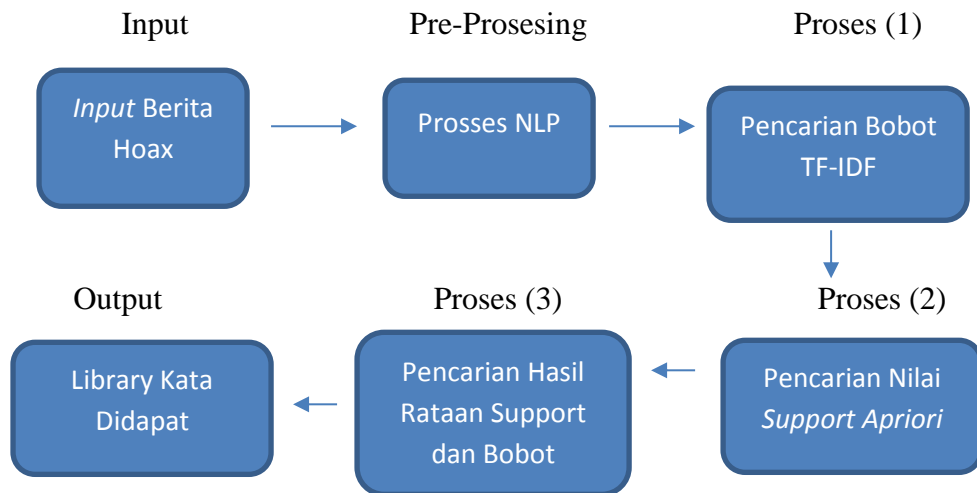 Input
Input Berita
Hoax
Pre-Prosesing
Prosses NLP
Proses (1)
Pencarian Bobot
TF-IDF
Proses (2)
Pencarian Nilai
Support Apriori
Proses (3)
Pencarian Hasil
Rataan Support
dan Bobot
Output
Library Kata
Didapat